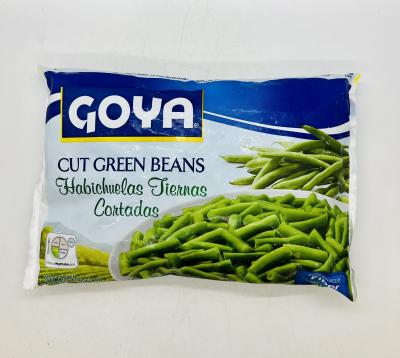 GOYA®
CUT GREEN BEANS
Habichuelas Tiernas
Cortadas